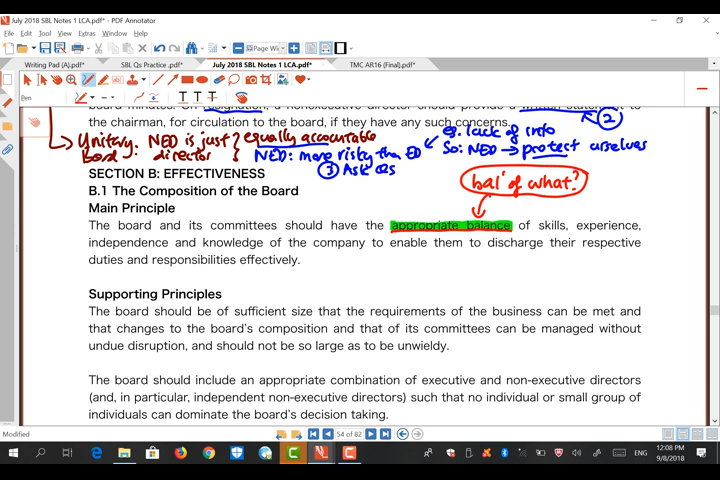 July 2018 SBL Notes 1 LCA.pdf* - PDF Annotator
File Edit Tool (A) View Extras Window Help
Page Wi
Writing Pad (A).pdf* SBL Qs Practice .pdf* July 2018 SBL Notes 1 LCA.pdf* TMC AR16 (Final).pdf*
Pen
the chairman, for circulation to the board, if they have any such concerns.
2
Unitary Board: NED is just director } equally accountable
NED: more risky than ED
eg. lack of info
So: NED → protect ourselves
3 Ask Qs
SECTION B: EFFECTIVENESS
bal' of what?
B.1 The Composition of the Board
Main Principle
The board and its committees should have the appropriate balance of skills, experience,
independence and knowledge of the company to enable them to discharge their respective
duties and responsibilities effectively.
Supporting Principles
The board should be of sufficient size that the requirements of the business can be met and
that changes to the board's composition and that of its committees can be managed without
undue disruption, and should not be so large as to be unwieldy.
The board should include an appropriate combination of executive and non-executive directors
(and, in particular, independent non-executive directors) such that no individual or small group of
individuals can dominate the board's decision taking.
Modified
54 of 82
12:08 PM
ENG
9/8/2018